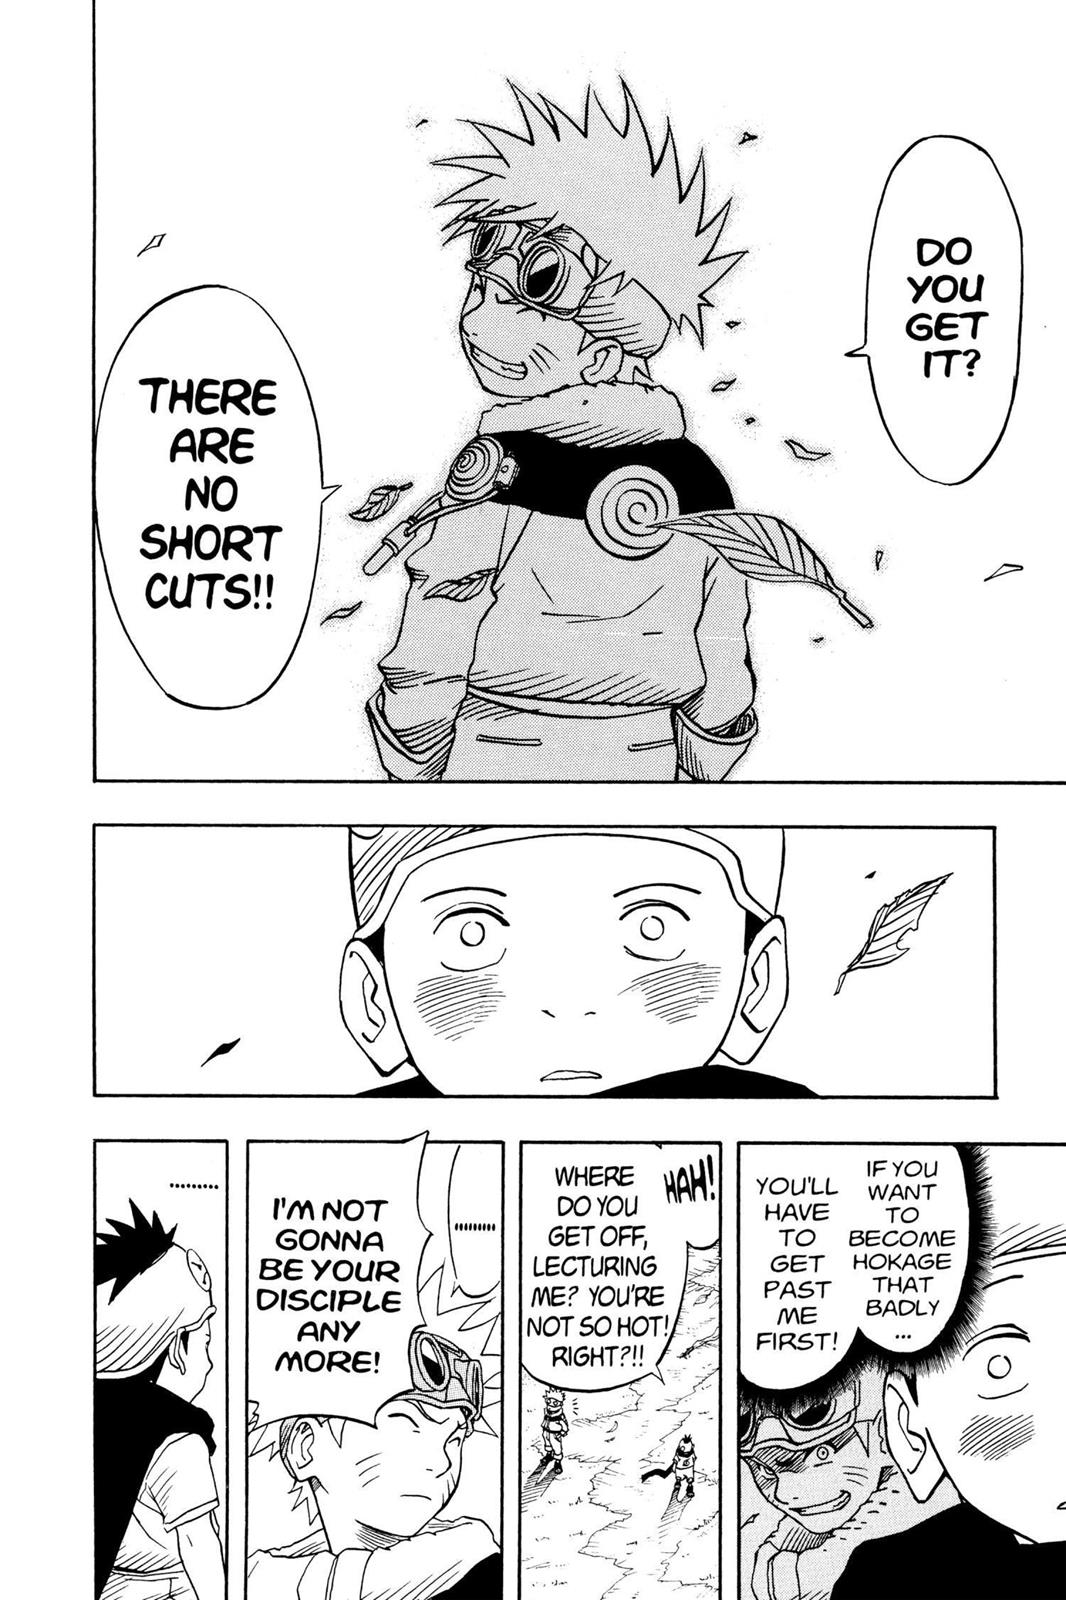 DO
YOU
GET
IT?
THERE
ARE
NO
SHORT
CUTS!!
IF YOU
WANT
TO
BECOME
HOKAGE
THAT
BADLY
...
YOU'LL
HAVE
TO
GET
PAST
ME
FIRST!
HAH!
WHERE
DO YOU
GET OFF,
LECTURING
ME? YOU'RE
NOT SO HOT!
RIGHT?!!
..........
I'M NOT
GONNA
BE YOUR
DISCIPLE
ANY
MORE!
..........